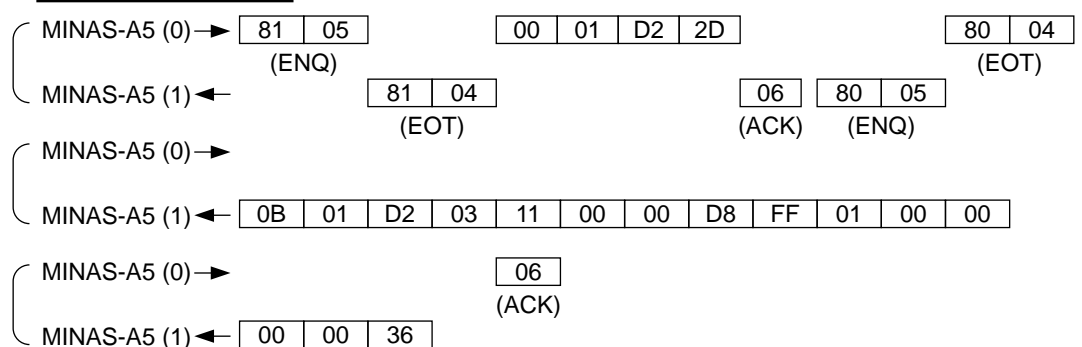 MINAS-A5 (0) 81 05 00 01 D2 2D 80 04
(ENQ) (EOT)
MINAS-A5 (1) 81 04 06 80 05
(EOT) (ACK) (ENQ)
MINAS-A5 (0)
MINAS-A5 (1) 0B 01 D2 03 11 00 00 D8 FF 01 00 00
MINAS-A5 (0) 06
(ACK)
MINAS-A5 (1) 00 00 36